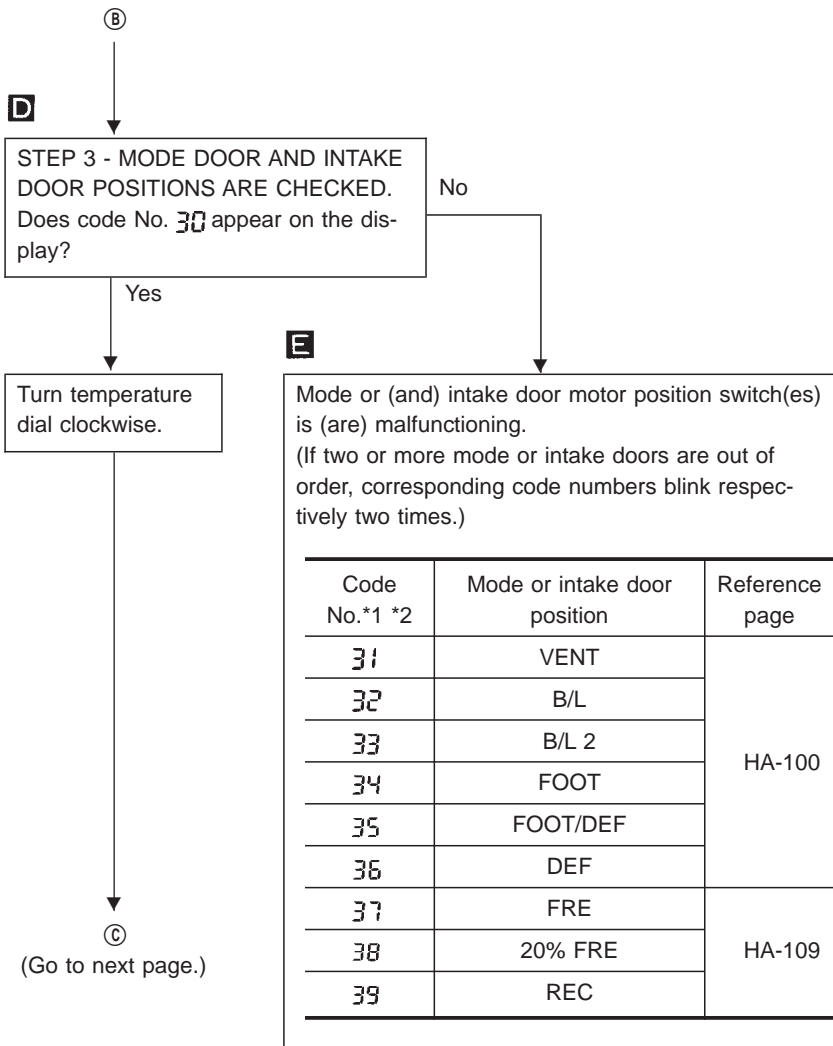 Ⓑ
D
STEP 3 - MODE DOOR AND INTAKE
DOOR POSITIONS ARE CHECKED.
Does code No. 30 appear on the dis-
play?
No
Yes
E
Turn temperature
dial clockwise.
Mode or (and) intake door motor position switch(es)
is (are) malfunctioning.
(If two or more mode or intake doors are out of
order, corresponding code numbers blink respec-
tively two times.)
Code
No.*1 *2
Mode or intake door
position
Reference
page
31 VENT
32 B/L
33 B/L 2
34 FOOT
35 FOOT/DEF
36 DEF
HA-100
37 FRE
38 20% FRE
39 REC
HA-109
Ⓒ
(Go to next page.)